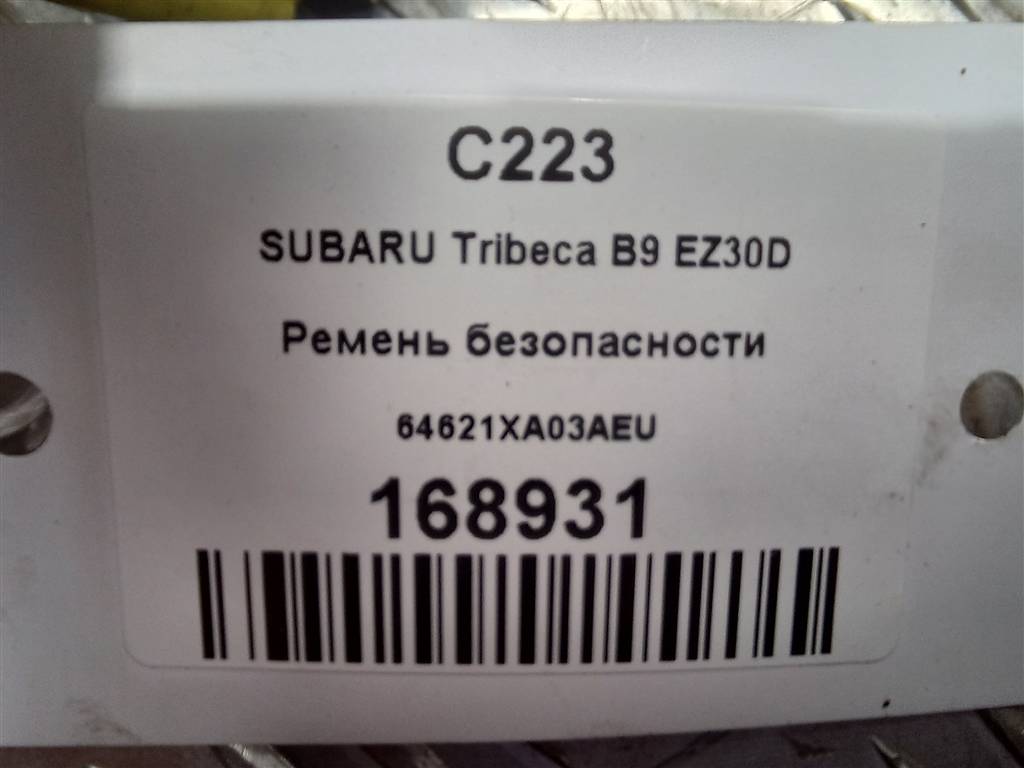 C223
SUBARU Tribeca B9 EZ30D
Ремень безопасности
64621XA03AEU
168931